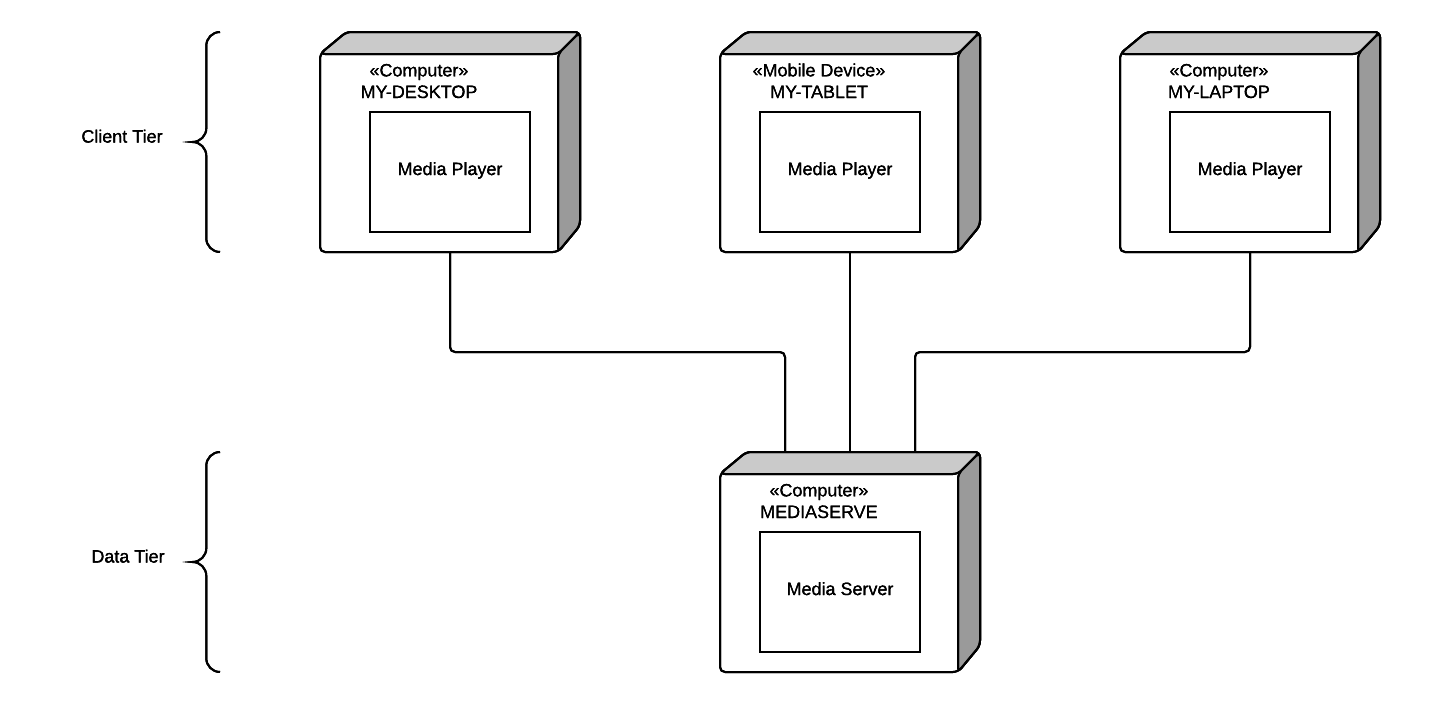 «Computer»
MY-DESKTOP
Media Player
«Mobile Device»
MY-TABLET
Media Player
«Computer»
MY-LAPTOP
Media Player
Client Tier
«Computer»
MEDIASERVE
Media Server
Data Tier